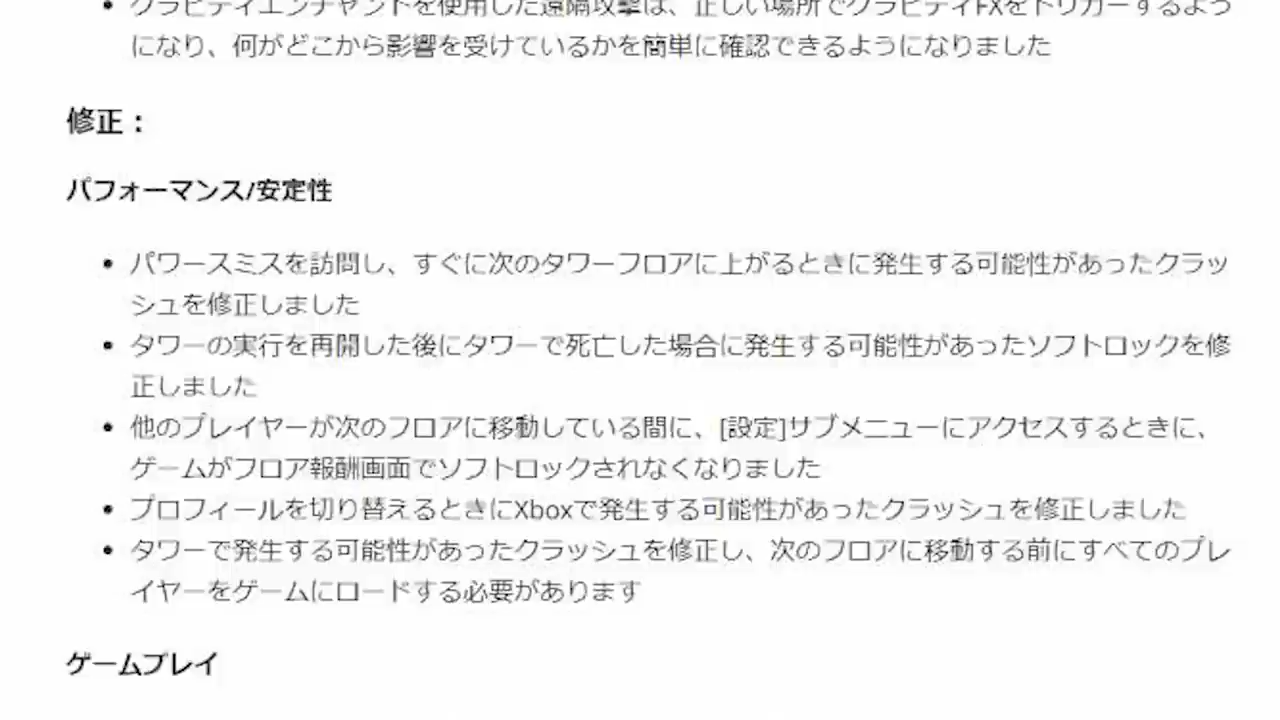 グラビティエンチャントを使用した遠隔攻撃は、正しい場所でグラビティFXをトリガーするよう
になり、何がどこから影響を受けているかを簡単に確認できるようになりました
修正：
パフォーマンス/安定性
パワースミスを訪問し、すぐに次のタワーフロアに上がるときに発生する可能性があったクラッ
シュを修正しました
タワーの実行を再開した後にタワーで死亡した場合に発生する可能性があったソフトロックを修
正しました
他のプレイヤーが次のフロアに移動している間に、[設定]サブメニューにアクセスするときに、
ゲームがフロア報酬画面でソフトロックされなくなりました
プロフィールを切り替えるときにXboxで発生する可能性があったクラッシュを修正しました
タワーで発生する可能性があったクラッシュを修正し、次のフロアに移動する前にすべてのプレ
イヤーをゲームにロードする必要があります
ゲームプレイ